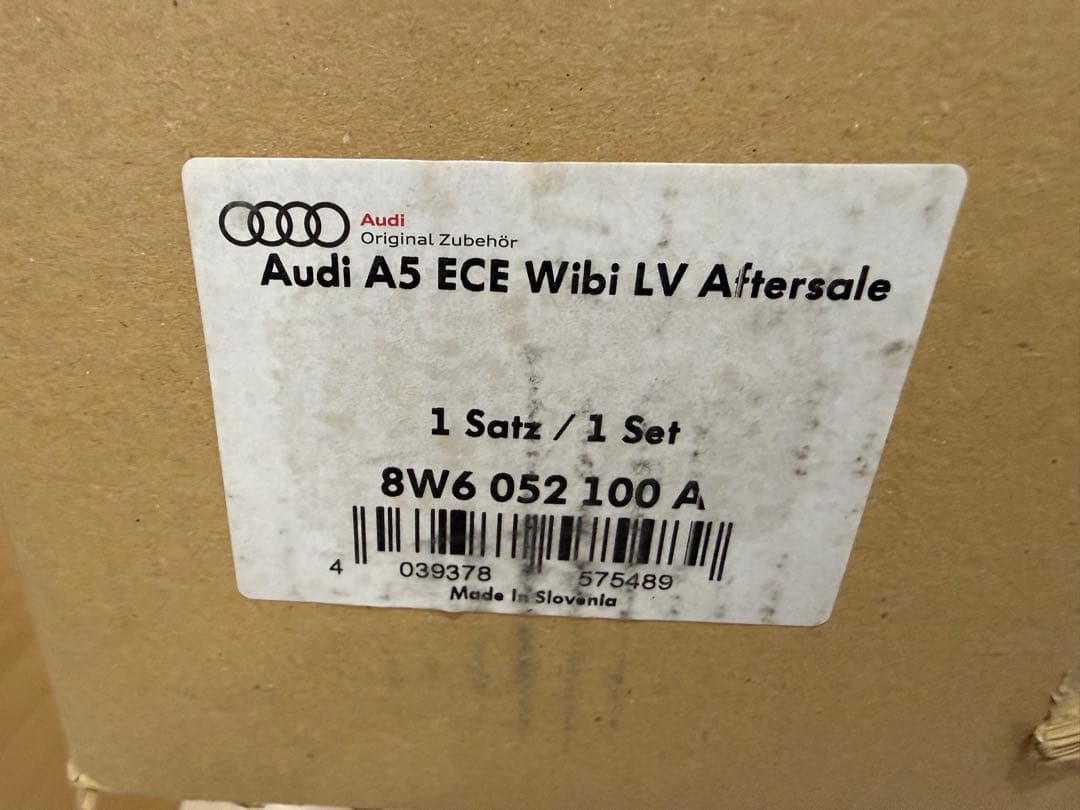 Audi
Original Zubehör
Audi A5 ECE Wibi LV Aftersale
1 Satz / 1 Set
8W6 052 100 A
4 039378 575489
Made In Slovenia